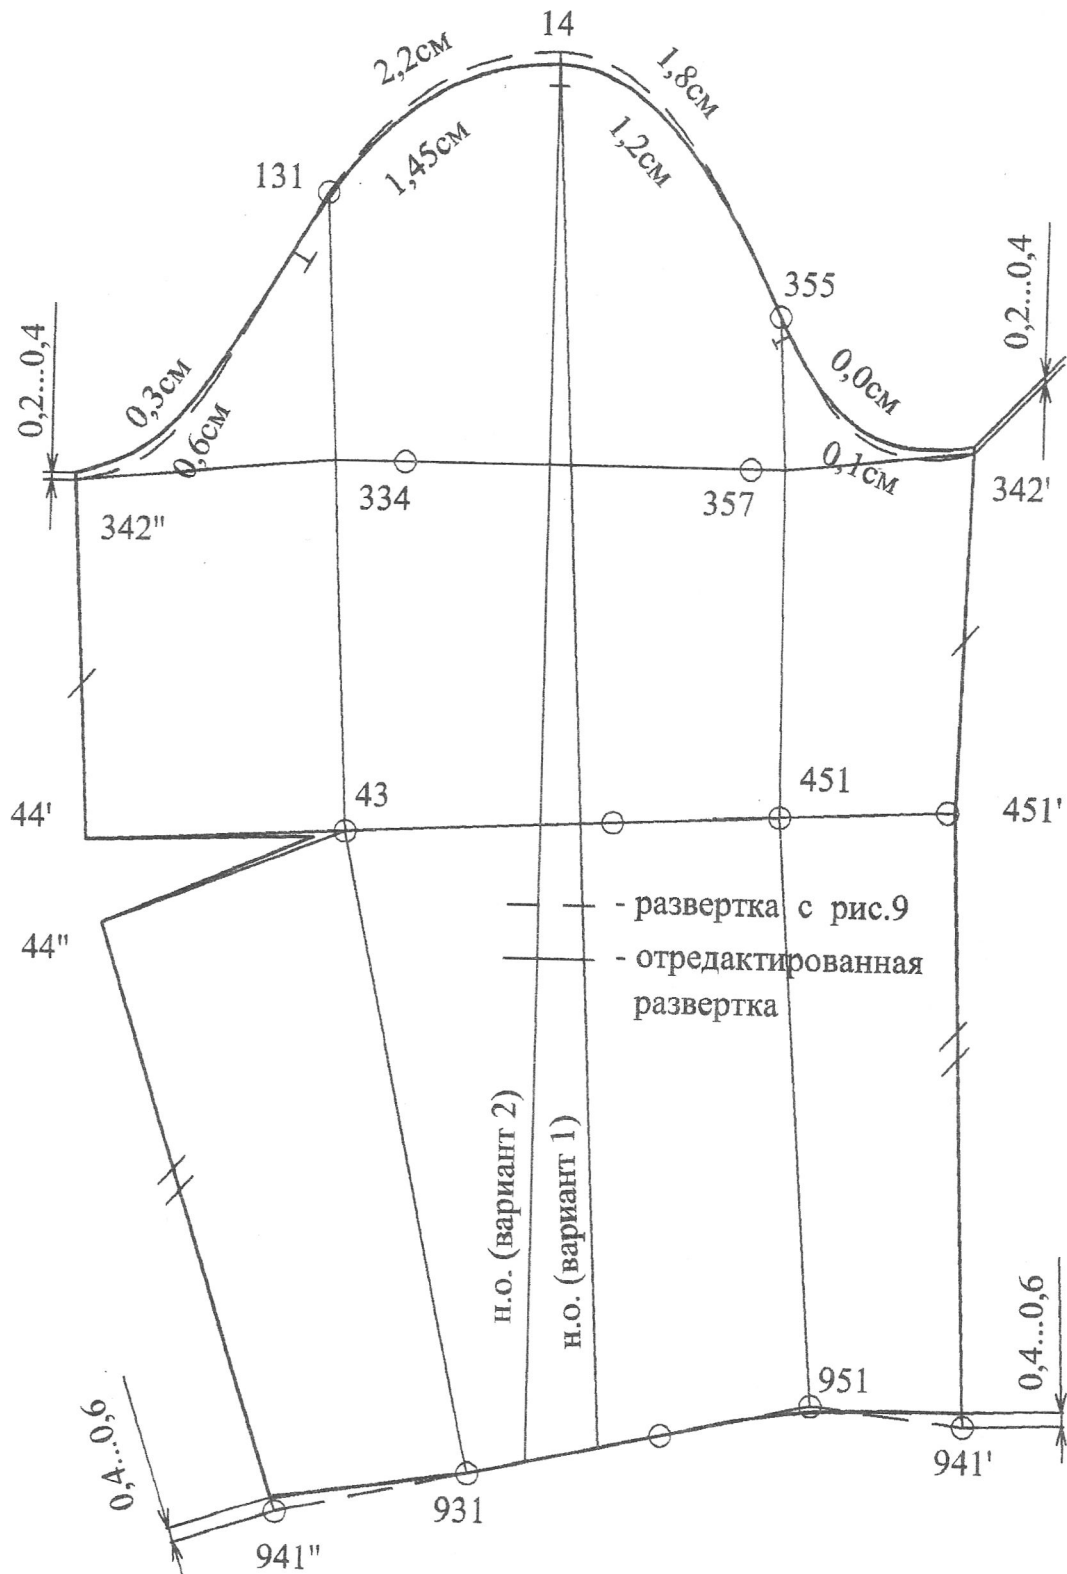 14
2,2см
1,8см
1,45см
1,2см
131
355
0,2...0,4
0,2...0,4
0,3см
0,6см
0,0см
0,1см
342"
334
357
342'
44'
43
451
451'
44"
- развертка с рис.9
- отредактированная
развертка
н.о. (вариант 2)
н.о. (вариант 1)
0,4...0,6
0,4...0,6
951
931
941'
941"